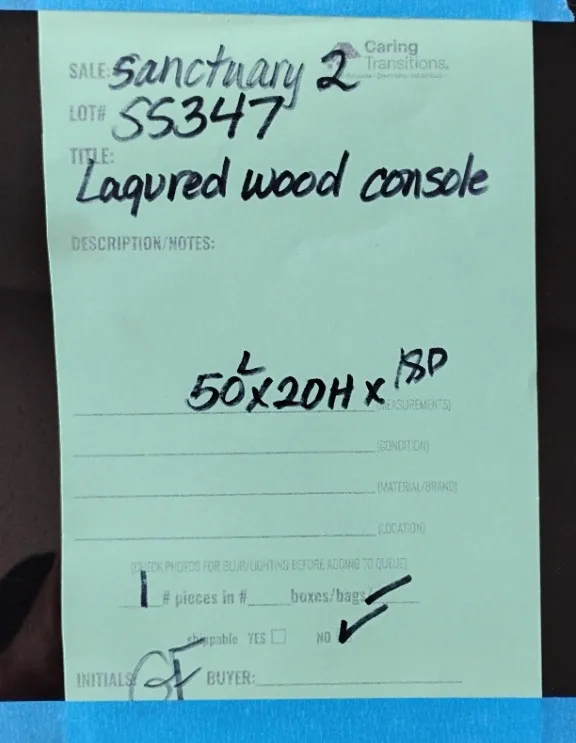 Caring
Transitions.
SALE: Sanctuary 2
LOT# SS347
TITLE:
Laqured wood console
DESCRIPTION/NOTES:
50L x 20H x 18D
(MEASUREMENTS)
(CONDITION)
(MATERIAL/BRAND)
(LOCATION)
(CHECK PHOTOS FOR BLUR/LIGHTING BEFORE ADDING TO QUEUE)
1 # pieces in # boxes/bags/
shippable YES NO ✓
INITIALS: BUYER: